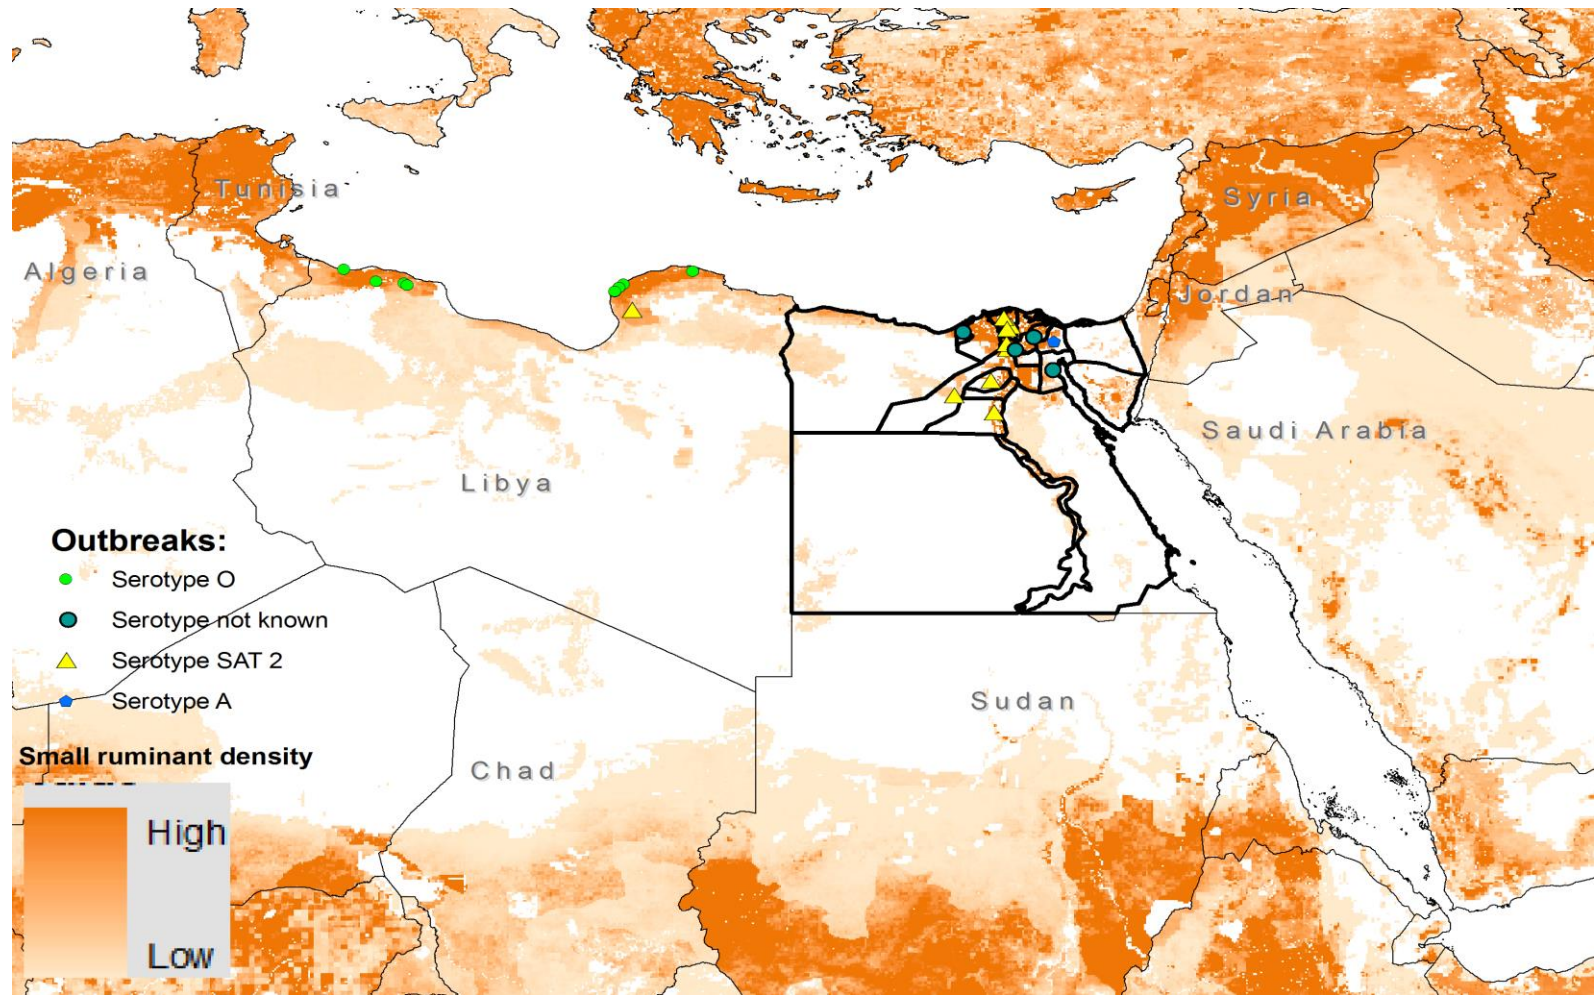 Tunisia
Syria
Algeria
Jordan
Saudi Arabia
Libya
Outbreaks:
Serotype O
Serotype not known
Serotype SAT 2
Serotype A
Sudan
Small ruminant density
Chad
High
Low